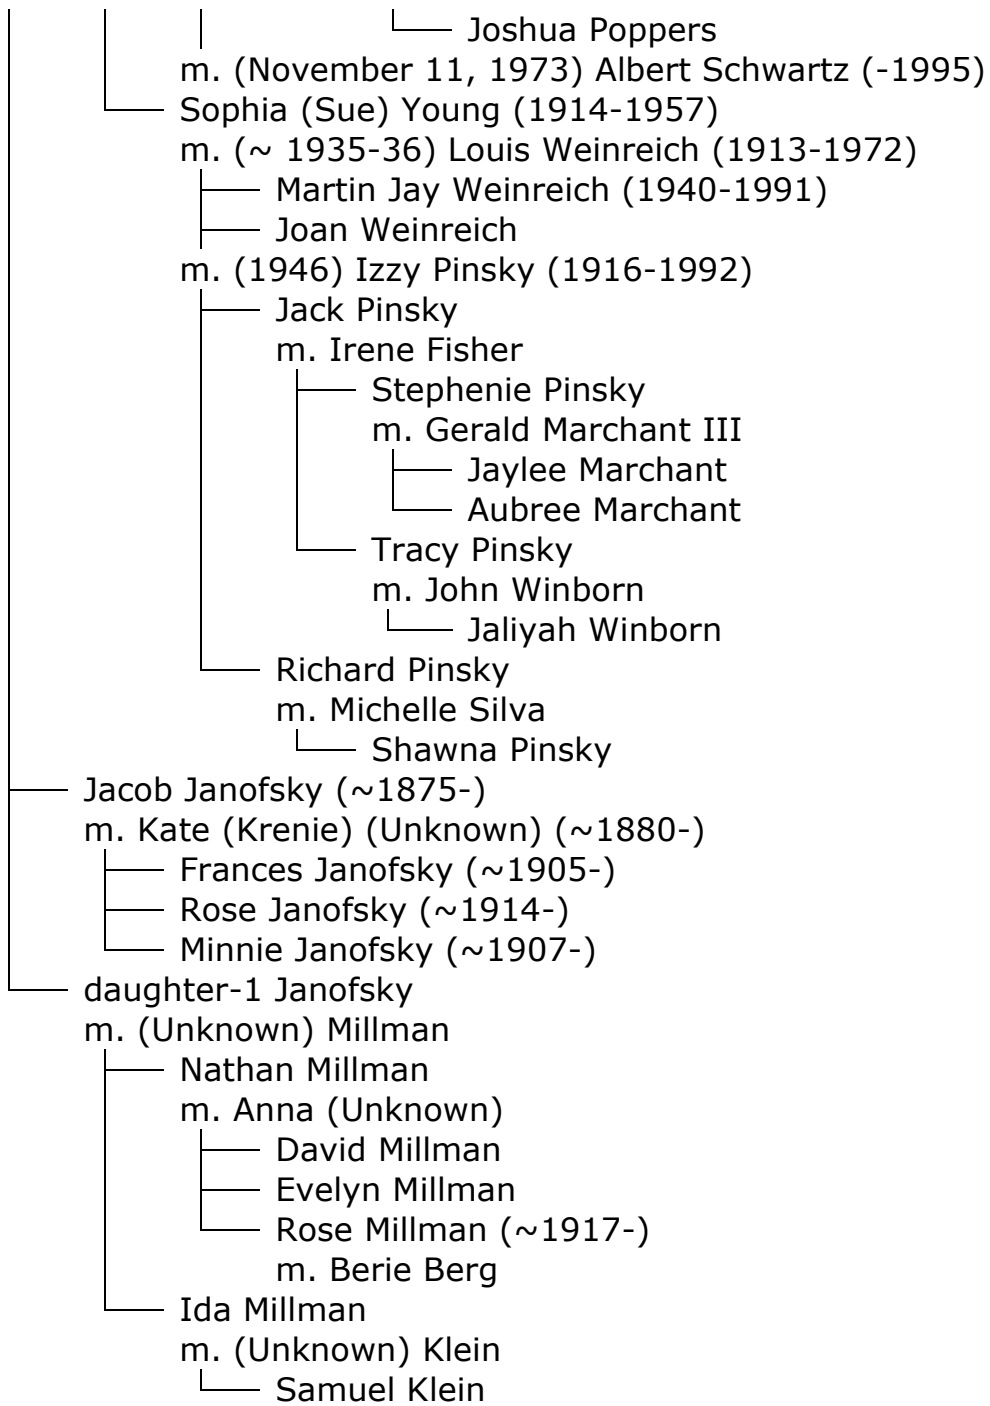 Joshua Poppers
m. (November 11, 1973) Albert Schwartz (-1995)
Sophia (Sue) Young (1914-1957)
m. (~ 1935-36) Louis Weinreich (1913-1972)
Martin Jay Weinreich (1940-1991)
Joan Weinreich
m. (1946) Izzy Pinsky (1916-1992)
Jack Pinsky
m. Irene Fisher
Stephenie Pinsky
m. Gerald Marchant III
Jaylee Marchant
Aubree Marchant
Tracy Pinsky
m. John Winborn
Jaliyah Winborn
Richard Pinsky
m. Michelle Silva
Shawna Pinsky
Jacob Janofsky (~1875-)
m. Kate (Krenie) (Unknown) (~1880-)
Frances Janofsky (~1905-)
Rose Janofsky (~1914-)
Minnie Janofsky (~1907-)
daughter-1 Janofsky
m. (Unknown) Millman
Nathan Millman
m. Anna (Unknown)
David Millman
Evelyn Millman
Rose Millman (~1917-)
m. Berie Berg
Ida Millman
m. (Unknown) Klein
Samuel Klein